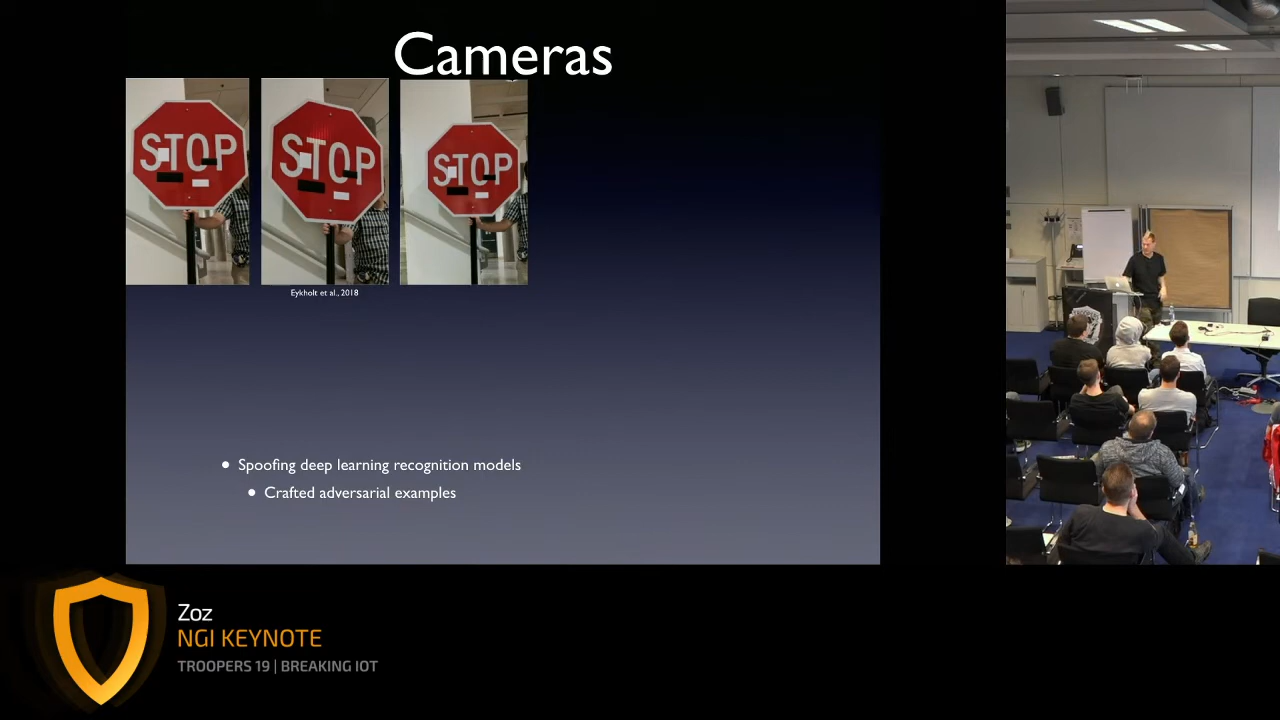 Cameras
STOP
STOP
STOP
Eykholt et al., 2018
• Spoofing deep learning recognition models
• Crafted adversarial examples
Zoz
NGI KEYNOTE
TROOPERS 19 | BREAKING IOT